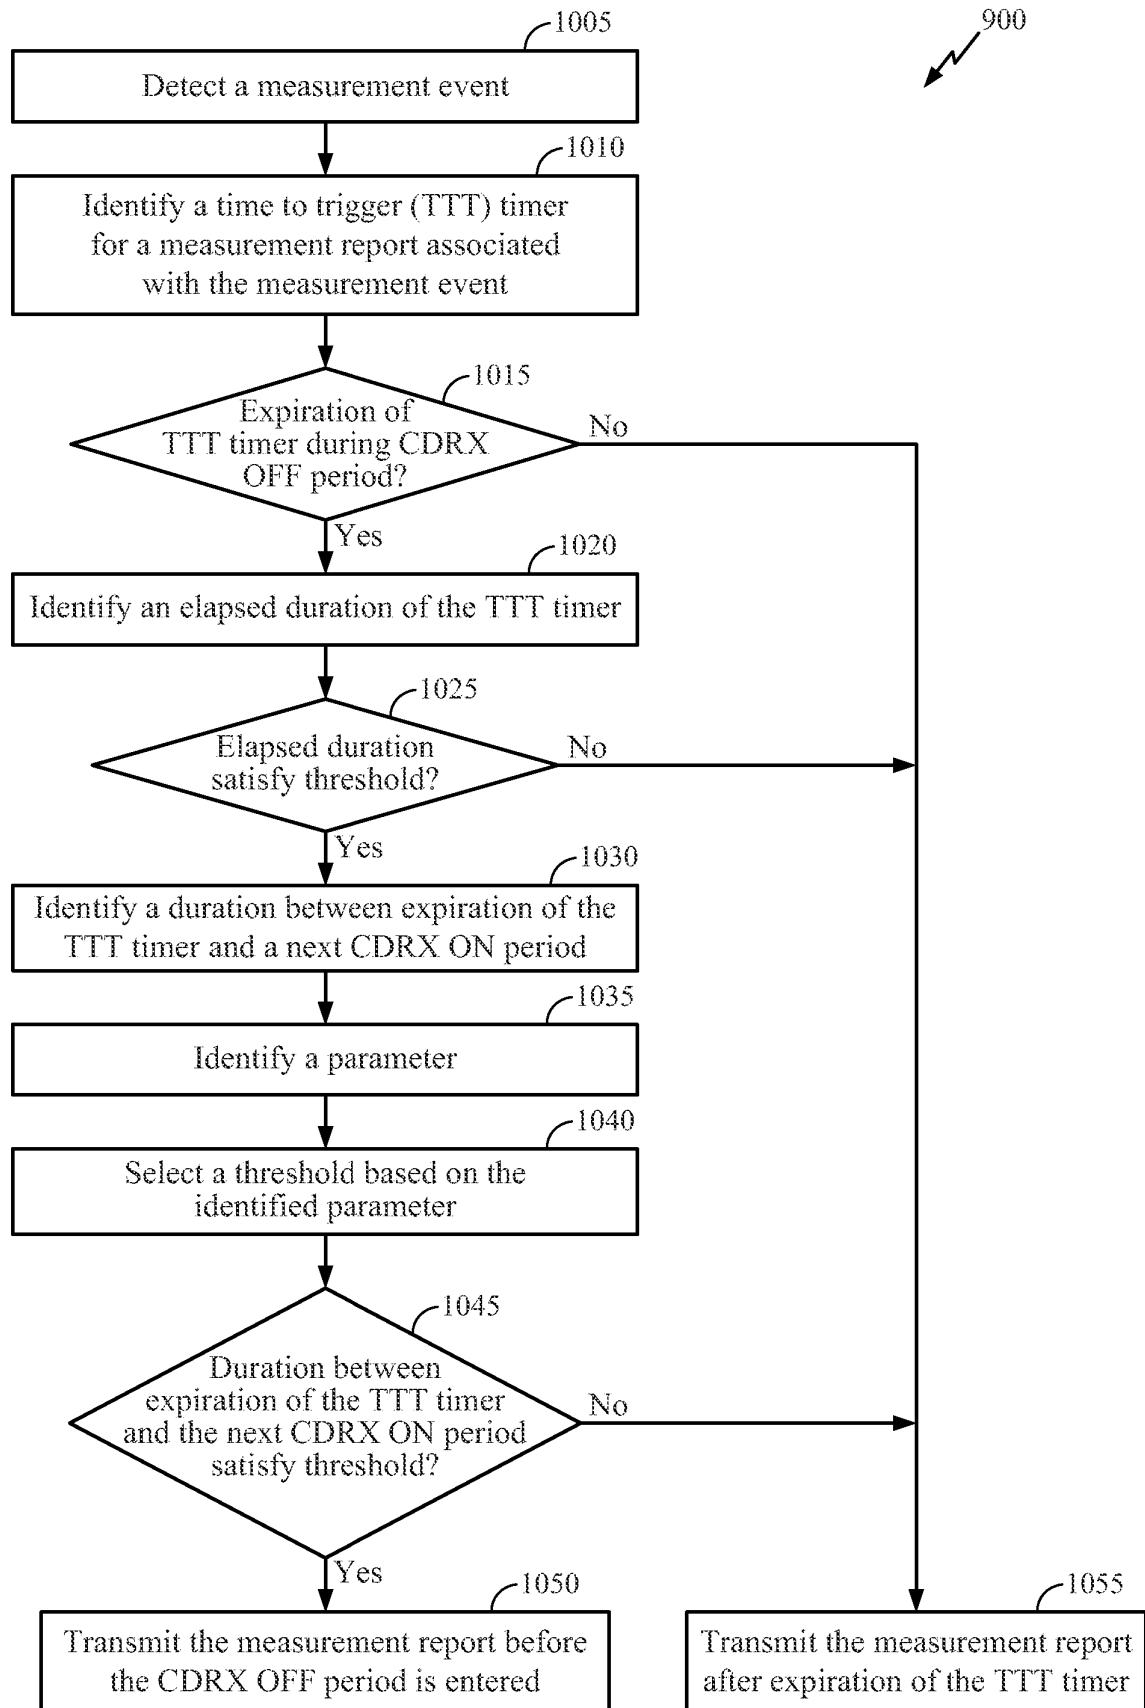 1005
900
Detect a measurement event
1010
Identify a time to trigger (TTT) timer
for a measurement report associated
with the measurement event
1015
Expiration of
TTT timer during CDRX
OFF period?
No
Yes
1020
Identify an elapsed duration of the TTT timer
1025
Elapsed duration
satisfy threshold?
No
Yes
1030
Identify a duration between expiration of the
TTT timer and a next CDRX ON period
1035
Identify a parameter
1040
Select a threshold based on the
identified parameter
1045
Duration between
expiration of the TTT timer
and the next CDRX ON period
satisfy threshold?
No
Yes
1050
Transmit the measurement report before
the CDRX OFF period is entered
1055
Transmit the measurement report
after expiration of the TTT timer